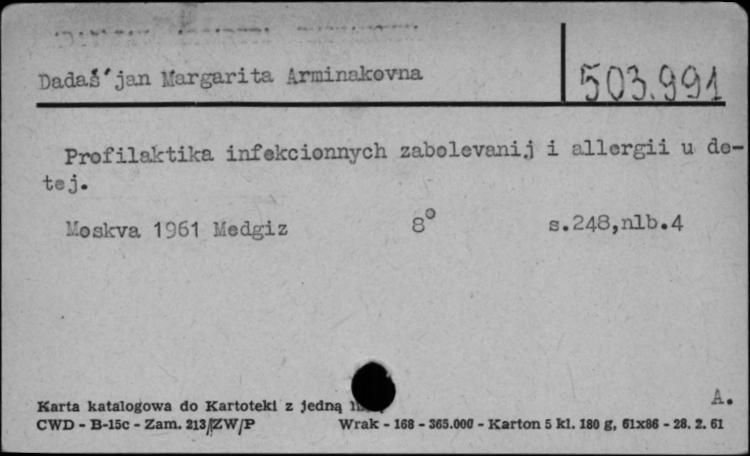 Dadaš'jan Margarita Arminakovna
503.991
Profilaktika infekcionnych zabolevanij i allergii u de-
tej.
Moskva 1961 Medgiz 8° s.248,nlb.4
A.
Karta katalogowa do Kartoteki z jedną
CWD - B-15c - Zam. 213/ZW/P Wrak - 168 - 365.000 - Karton 5 kl. 180 g, 61x86 - 28. 2. 61